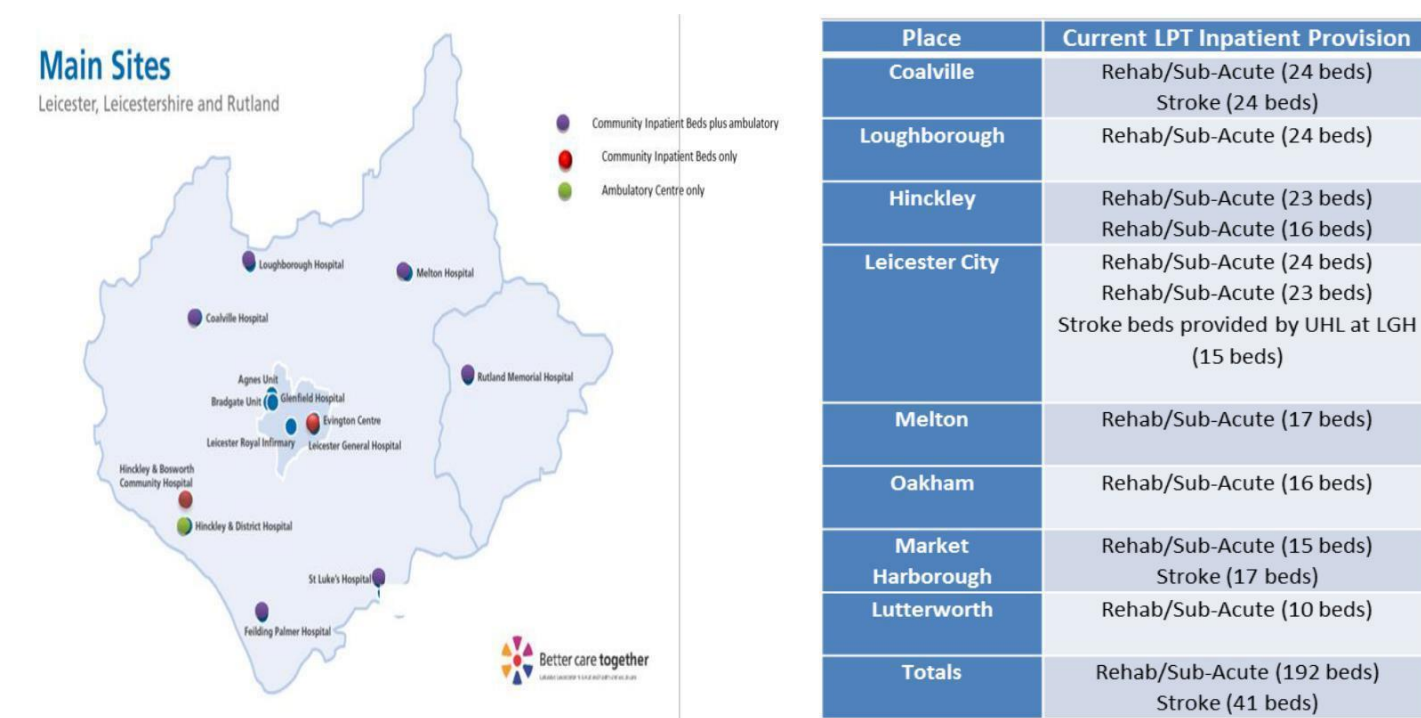 Main Sites
Leicester, Leicestershire and Rutland
Community Inpatient Beds plus ambulatory
Community Inpatient Beds only
Ambulatory Centre only
Loughborough Hospital
Melton Hospital
Coalville Hospital
Rutland Memorial Hospital
Agnes Unit
Bradgate Unit
Glenfield Hospital
Evington Centre
Leicester Royal Infirmary
Leicester General Hospital
Hinckley & Bosworth
Community Hospital
Hinckley & District Hospital
St Luke's Hospital
Feilding Palmer Hospital
Better care together
Place Current LPT Inpatient Provision
Coalville Rehab/Sub-Acute (24 beds)
Stroke (24 beds)
Loughborough Rehab/Sub-Acute (24 beds)
Hinckley Rehab/Sub-Acute (23 beds)
Rehab/Sub-Acute (16 beds)
Leicester City Rehab/Sub-Acute (24 beds)
Rehab/Sub-Acute (23 beds)
Stroke beds provided by UHL at LGH
(15 beds)
Melton Rehab/Sub-Acute (17 beds)
Oakham Rehab/Sub-Acute (16 beds)
Market Rehab/Sub-Acute (15 beds)
Harborough Stroke (17 beds)
Lutterworth Rehab/Sub-Acute (10 beds)
Totals Rehab/Sub-Acute (192 beds)
Stroke (41 beds)